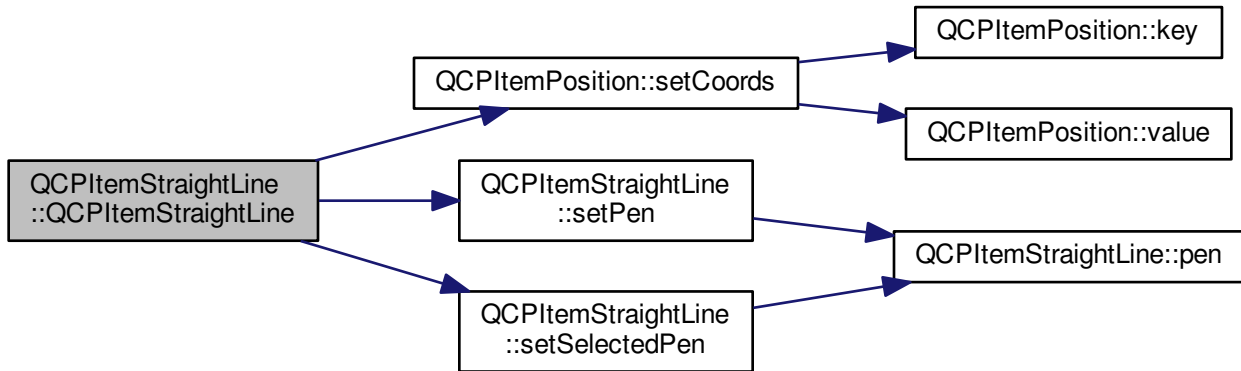 QCPItemStraightLine
::QCPItemStraightLine
QCPItemPosition::setCoords
QCPItemStraightLine
::setPen
QCPItemStraightLine
::setSelectedPen
QCPItemPosition::key
QCPItemPosition::value
QCPItemStraightLine::pen